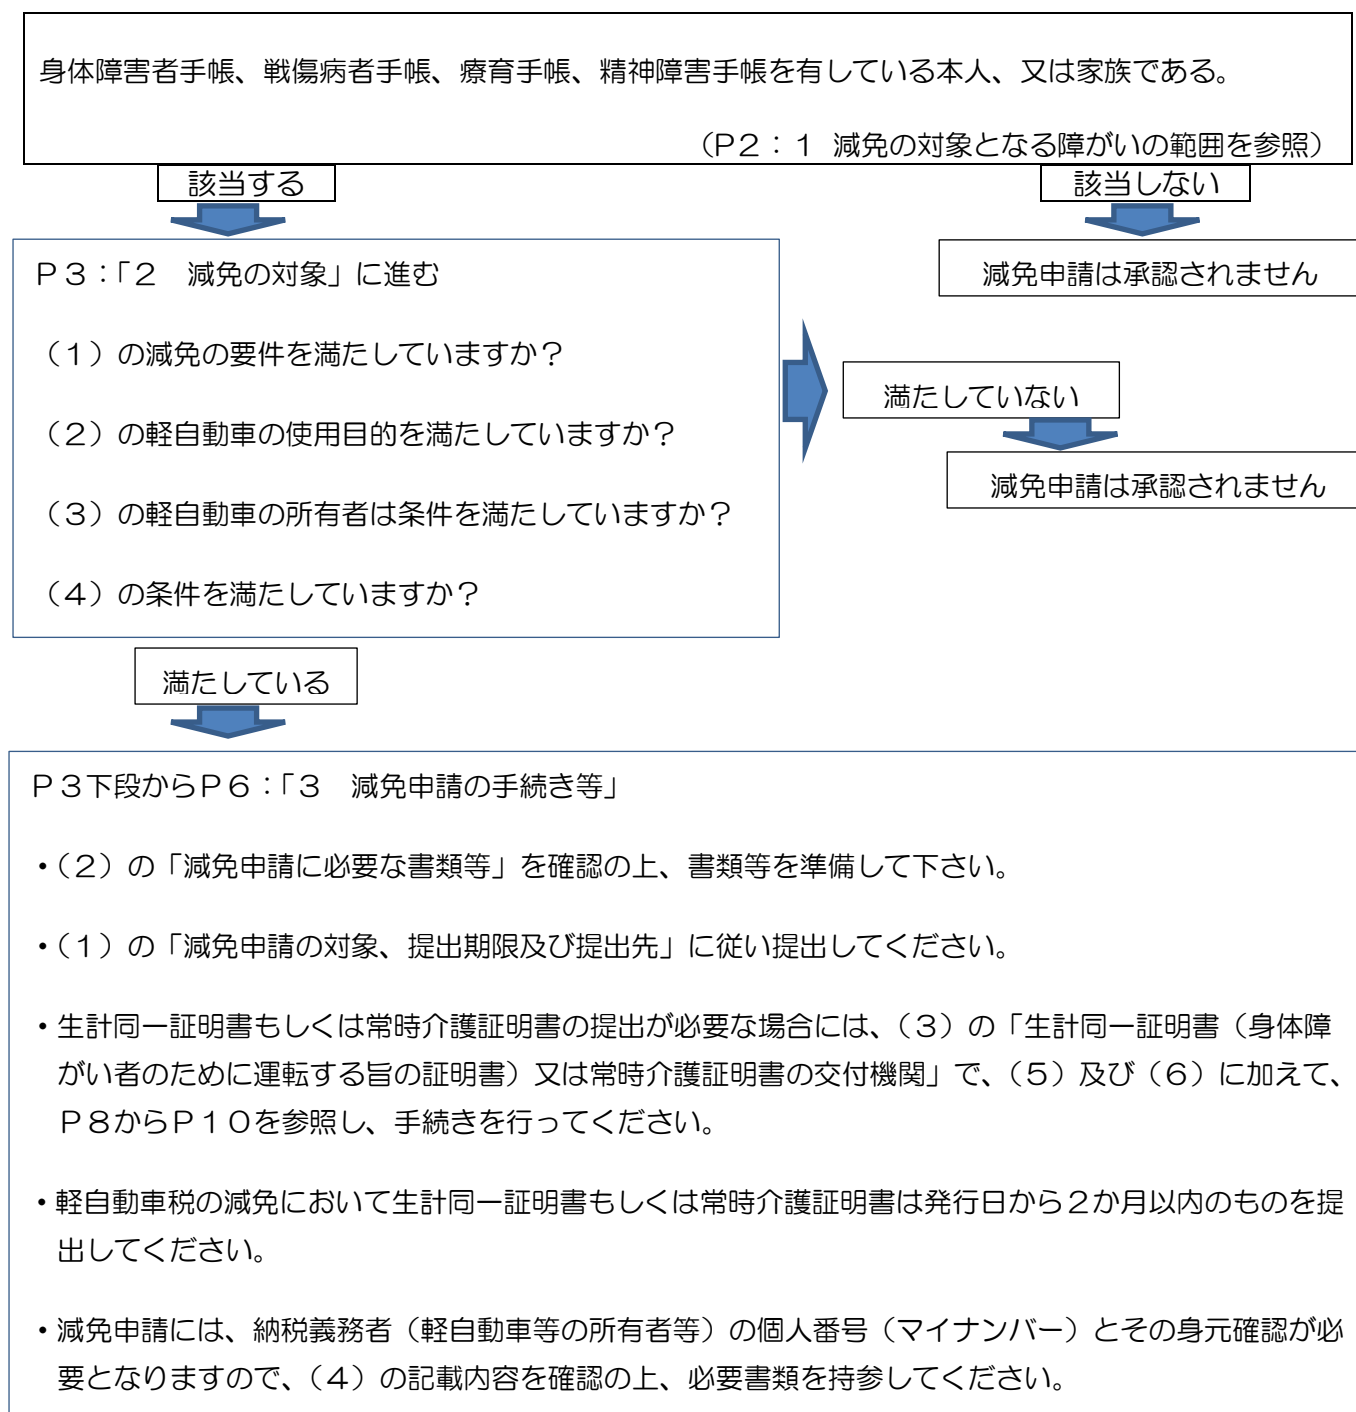 身体障害者手帳、戦傷病者手帳、療育手帳、精神障害手帳を有している本人、又は家族である。
（P２：１ 減免の対象となる障がいの範囲を参照）
該当する
該当しない
Ｐ３：「２　減免の対象」に進む
（１）の減免の要件を満たしていますか？
（２）の軽自動車の使用目的を満たしていますか？
（３）の軽自動車の所有者は条件を満たしていますか？
（４）の条件を満たしていますか？
減免申請は承認されません
満たしていない
減免申請は承認されません
満たしている
Ｐ３下段からＰ６：「３　減免申請の手続き等」
・（２）の「減免申請に必要な書類等」を確認の上、書類等を準備して下さい。
・（１）の「減免申請の対象、提出期限及び提出先」に従い提出してください。
・生計同一証明書もしくは常時介護証明書の提出が必要な場合には、（３）の「生計同一証明書（身体障
がい者のために運転する旨の証明書）又は常時介護証明書の交付機関」で、（５）及び（６）に加えて、
Ｐ８からＰ１０を参照し、手続きを行ってください。
・軽自動車税の減免において生計同一証明書もしくは常時介護証明書は発行日から２か月以内のものを提
出してください。
・減免申請には、納税義務者（軽自動車等の所有者等）の個人番号（マイナンバー）とその身元確認が必
要となりますので、（４）の記載内容を確認の上、必要書類を持参してください。